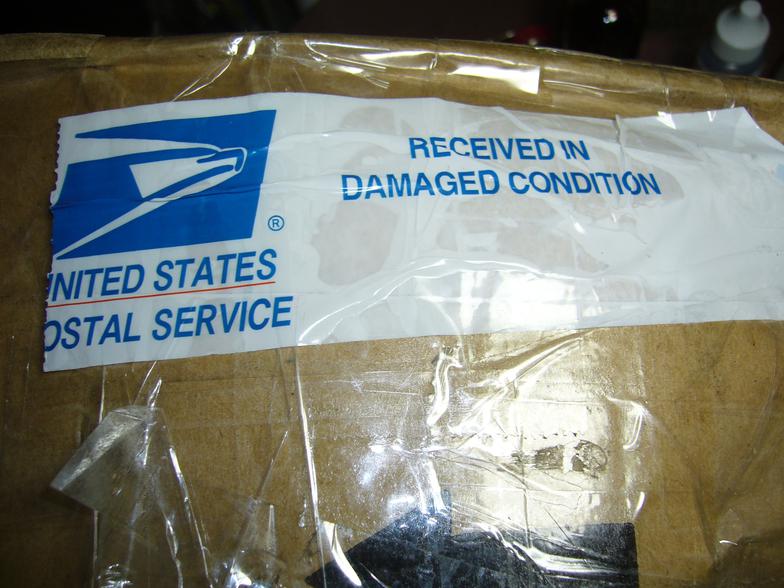 RECEIVED IN
DAMAGED CONDITION
®
NITED STATES
OSTAL SERVICE